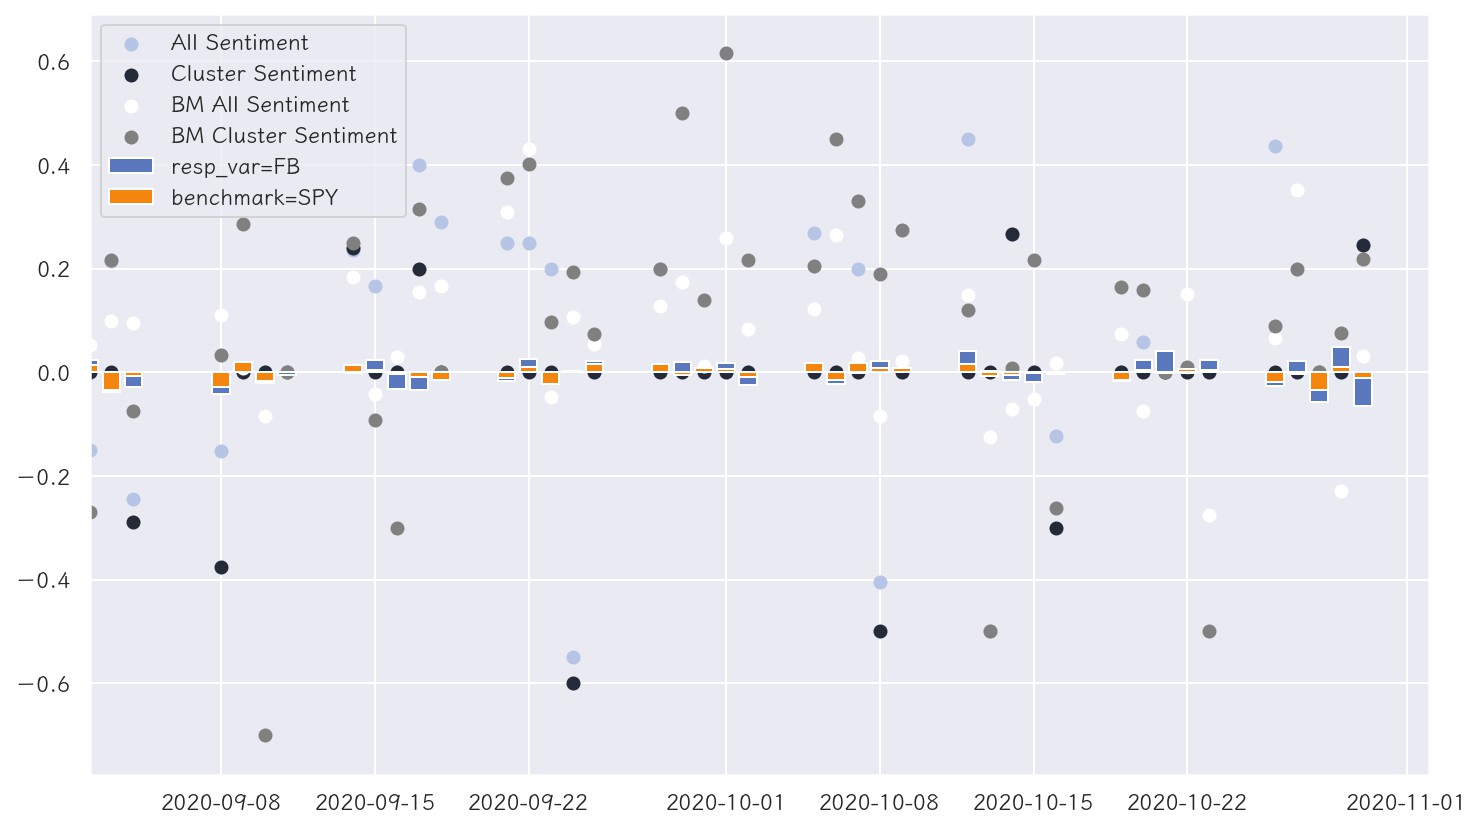 All Sentiment
Cluster Sentiment
BM All Sentiment
BM Cluster Sentiment
resp_var=FB
benchmark=SPY
0.6
0.4
0.2
0.0
−0.2
−0.4
−0.6
2020-09-08 2020-09-15 2020-09-22 2020-10-01 2020-10-08 2020-10-15 2020-10-22 2020-11-01